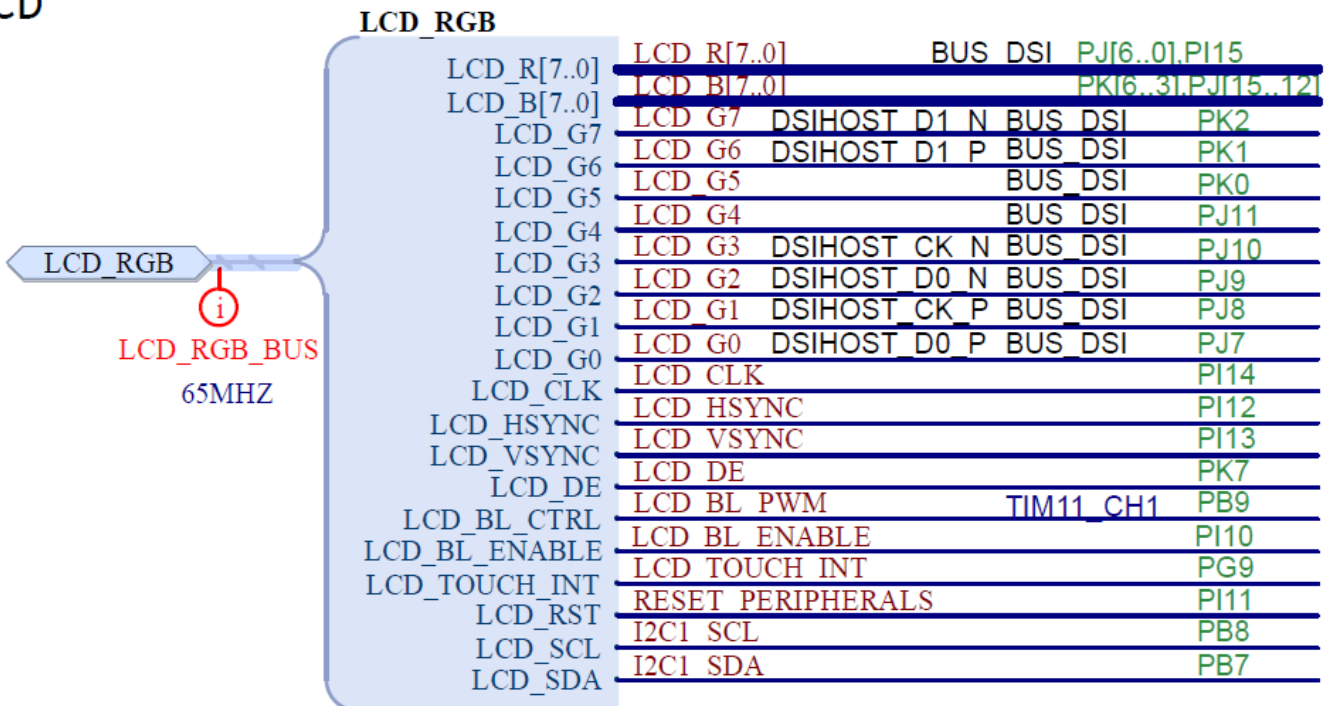 CD
LCD_RGB
LCD_R[7..0] LCD_R[7..0] BUS_DSI PJ[6..0],PI15
LCD_B[7..0] LCD_B[7..0] PK[6..3],PJ[15..12]
LCD_G7 LCD_G7 DSIHOST_D1_N BUS_DSI PK2
LCD_G6 LCD_G6 DSIHOST_D1_P BUS_DSI PK1
LCD_G5 LCD_G5 BUS_DSI PK0
LCD_G4 LCD_G4 BUS_DSI PJ11
LCD_G3 LCD_G3 DSIHOST_CK_N BUS_DSI PJ10
LCD_RGB
LCD_G2 LCD_G2 DSIHOST_D0_N BUS_DSI PJ9
i
LCD_G1 LCD_G1 DSIHOST_CK_P BUS_DSI PJ8
LCD_RGB_BUS
LCD_G0 LCD_G0 DSIHOST_D0_P BUS_DSI PJ7
65MHZ
LCD_CLK LCD_CLK PI14
LCD_HSYNC LCD_HSYNC PI12
LCD_VSYNC LCD_VSYNC PI13
LCD_DE LCD_DE PK7
LCD_BL_CTRL LCD_BL_PWM TIM11_CH1 PB9
LCD_BL_ENABLE LCD_BL_ENABLE PI10
LCD_TOUCH_INT LCD_TOUCH_INT PG9
LCD_RST RESET_PERIPHERALS PI11
LCD_SCL I2C1_SCL PB8
LCD_SDA I2C1_SDA PB7